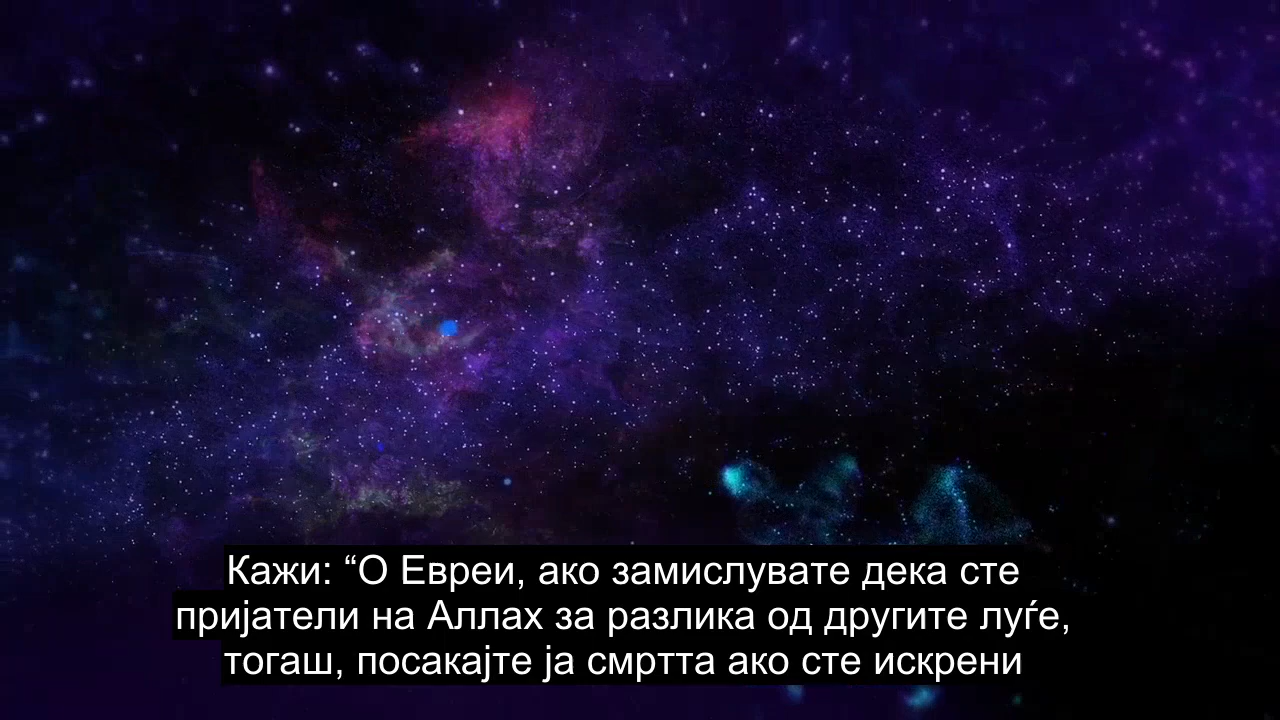 Кажи: “О Евреи, ако замислувате дека сте
пријатели на Аллах за разлика од другите луѓе,
тогаш, посакајте ја смртта ако сте искрени